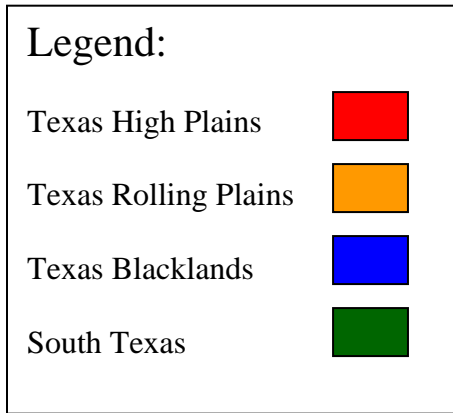 Legend:
Texas High Plains
Texas Rolling Plains
Texas Blacklands
South Texas